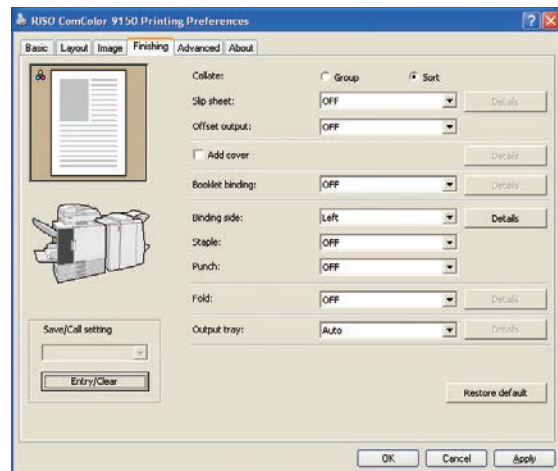 RISO ComColor 9150 Printing Preferences
Basic Layout Image Finishing Advanced About
Collate: Group Sort
Slip sheet: OFF Details
Offset output: OFF
Add cover Details
Booklet binding: OFF Details
Binding side: Left Details
Staple: OFF
Punch: OFF
Fold: OFF Details
Save/Call setting
Output tray: Auto Details
Entry/Clear
Restore default
OK Cancel Apply